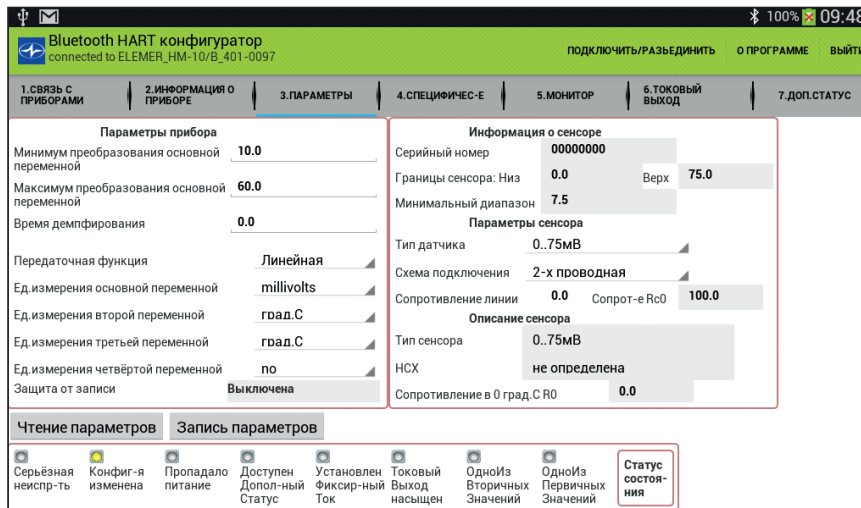 100% 09:48
Bluetooth HART конфигуратор
connected to ELEMER_HM-10/B_401-0097
ПОДКЛЮЧИТЬ/РАЗЪЕДИНИТЬ О ПРОГРАММЕ ВЫЙТИ
1.СВЯЗЬ С
ПРИБОРАМИ
2.ИНФОРМАЦИЯ О
ПРИБОРЕ
3.ПАРАМЕТРЫ
4.СПЕЦИФИЧЕС-Е
5.МОНИТОР
6.ТОКОВЫЙ
ВЫХОД
7.ДОП.СТАТУС
Параметры прибора
Минимум преобразования основной
переменной
10.0
Максимум преобразования основной
переменной
60.0
Время демпфирования 0.0
Передаточная функция Линейная
Ед.измерения основной переменной millivolts
Ед.измерения второй переменной град.С
Ед.измерения третьей переменной град.С
Ед.измерения четвёртой переменной no
Защита от записи Выключена
Информация о сенсоре
Серийный номер 00000000
Границы сенсора: Низ 0.0 Верх 75.0
Минимальный диапазон 7.5
Параметры сенсора
Тип датчика 0..75мВ
Схема подключения 2-х проводная
Сопротивление линии 0.0 Сопрот-е Rc0 100.0
Описание сенсора
Тип сенсора 0..75мВ
НСХ не определена
Сопротивление в 0 град.С R0 0.0
Чтение параметров Запись параметров
Серьёзная
неиспр-ть
Конфиг-я
изменена
Пропадало
питание
Доступен
Допол-ный
Статус
Установлен
Фиксир-ный
Ток
Токовый
Выход
насыщен
ОдноИз
Вторичных
Значений
ОдноИз
Первичных
Значений
Статус
состоя-
ния